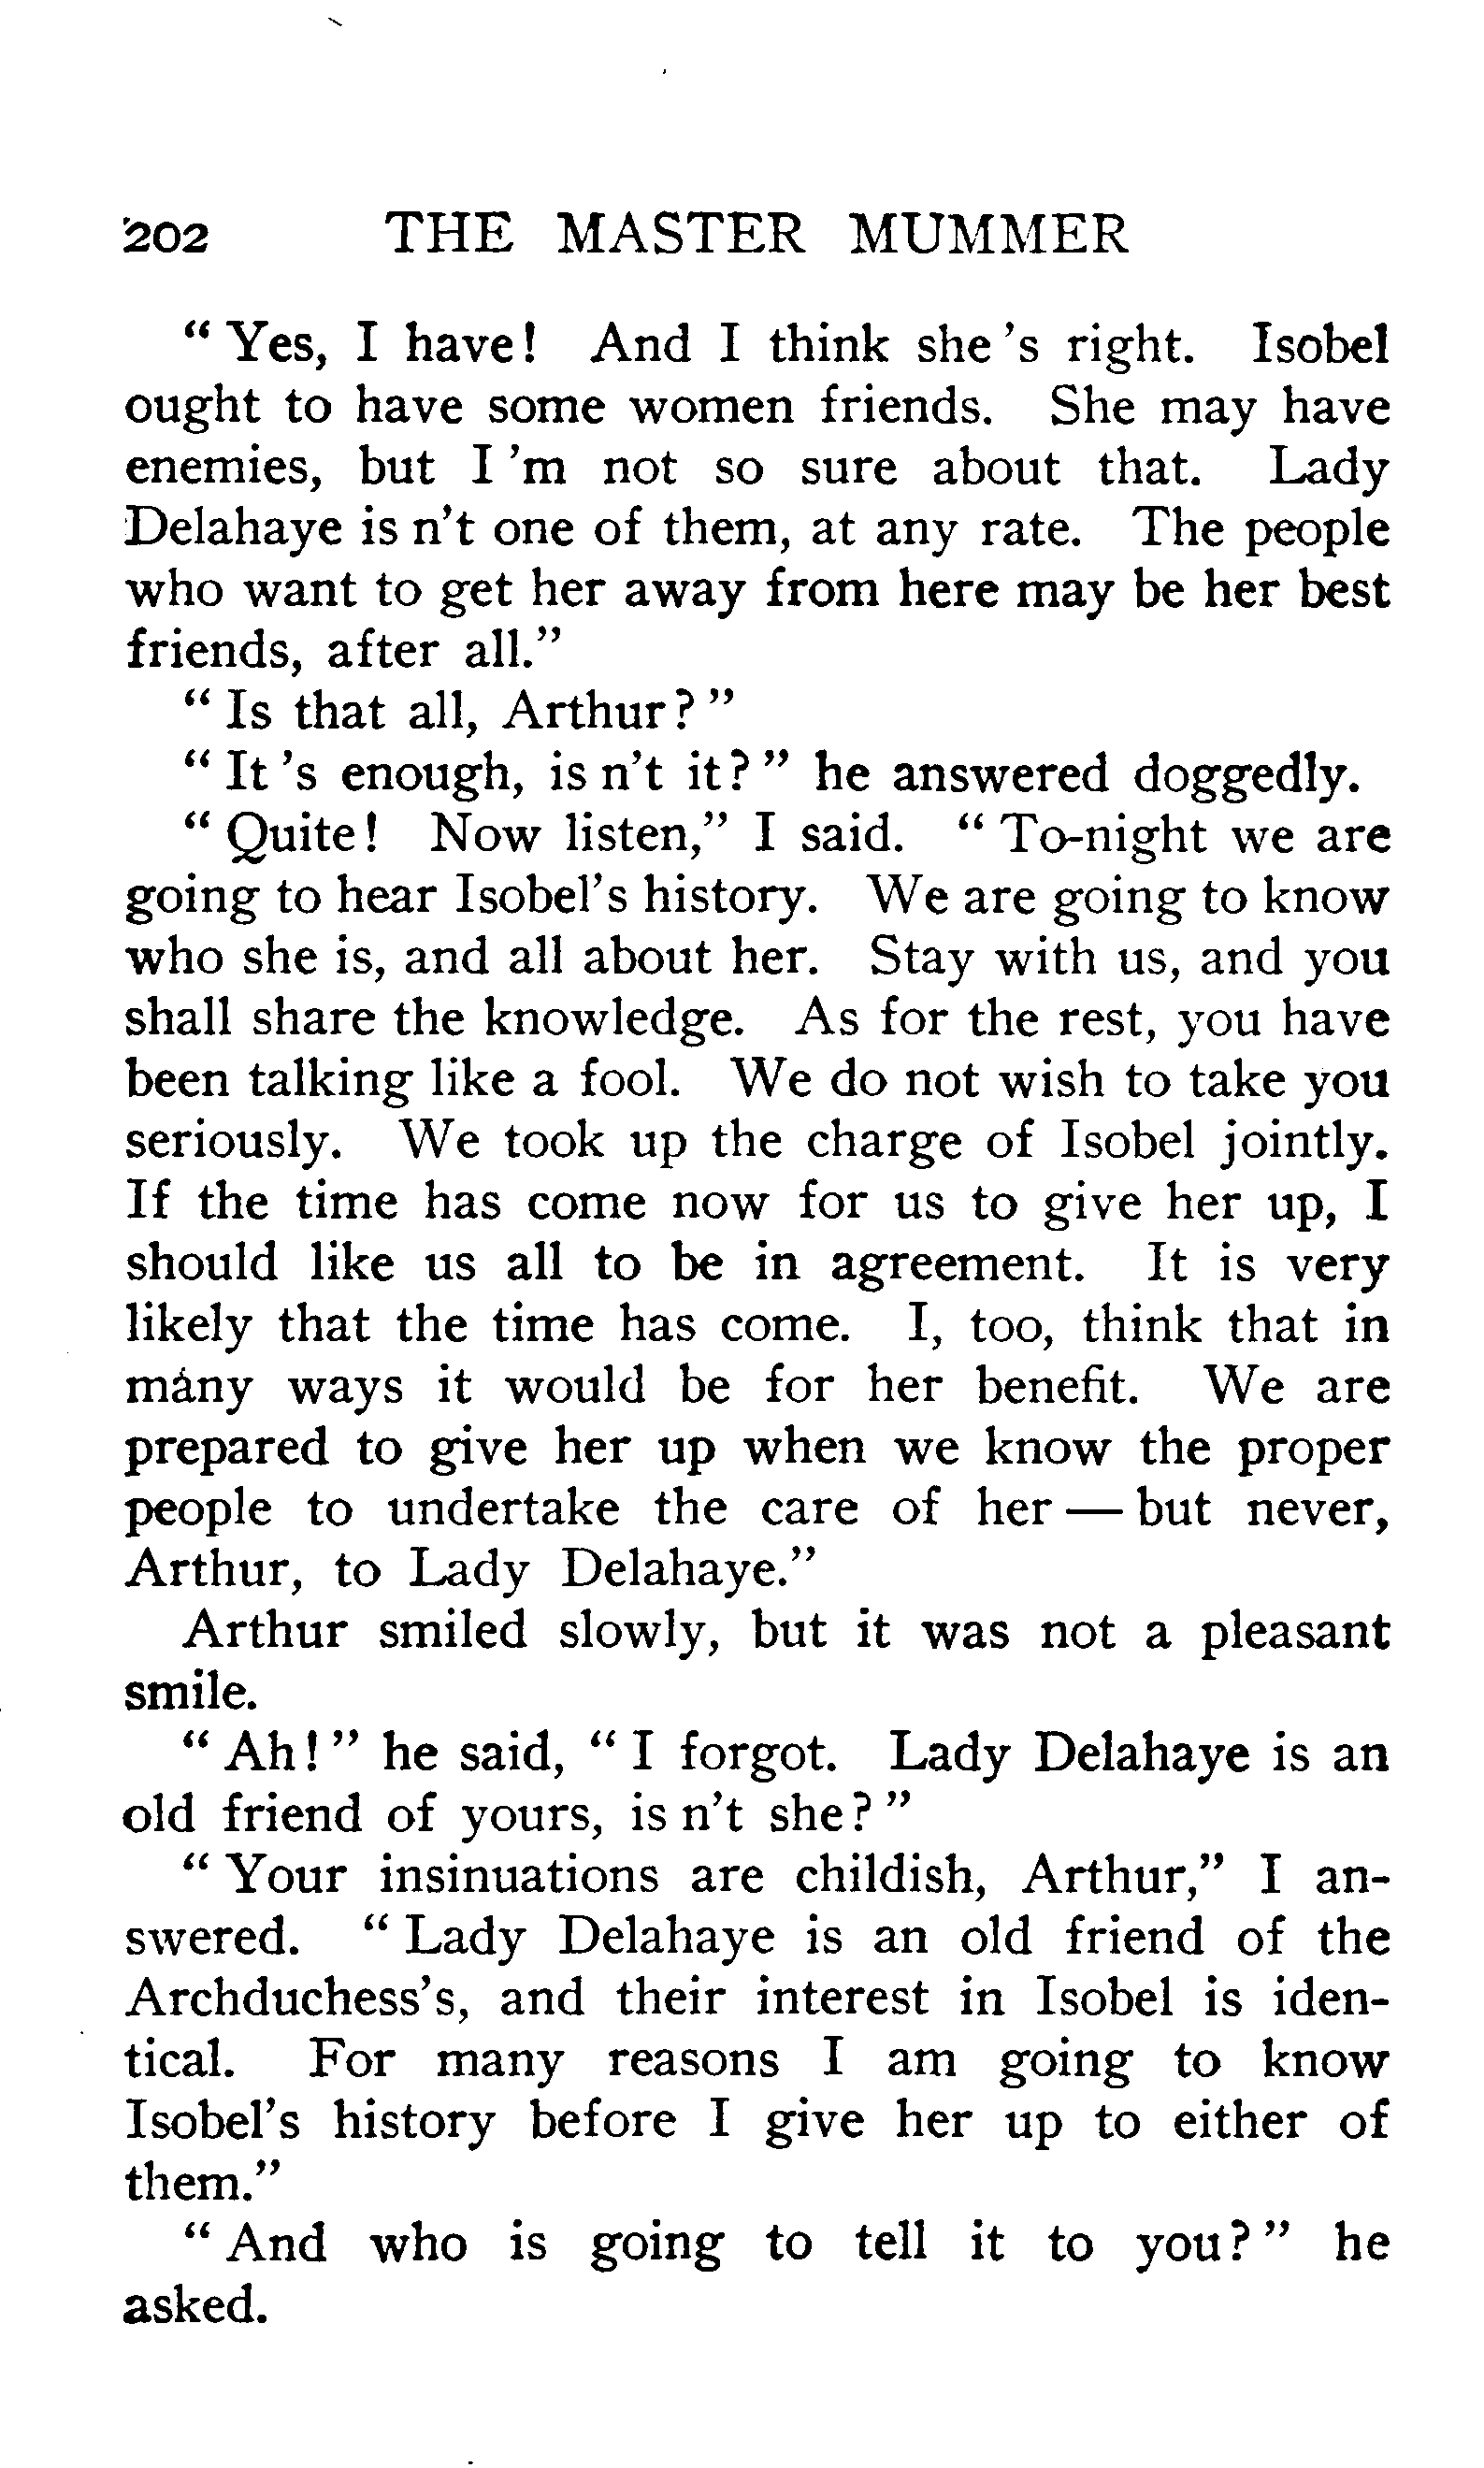 202 THE MASTER MUMMER
" Yes, I have! And I think she 's right. Isobel
ought to have some women friends. She may have
enemies, but I 'm not so sure about that. Lady
Delahaye is n't one of them, at any rate. The people
who want to get her away from here may be her best
friends, after all."
" Is that all, Arthur? "
" It 's enough, is n't it? " he answered doggedly.
" Quite! Now listen," I said. " To-night we are
going to hear Isobel's history. We are going to know
who she is, and all about her. Stay with us, and you
shall share the knowledge. As for the rest, you have
been talking like a fool. We do not wish to take you
seriously. We took up the charge of Isobel jointly.
If the time has come now for us to give her up, I
should like us all to be in agreement. It is very
likely that the time has come. I, too, think that in
many ways it would be for her benefit. We are
prepared to give her up when we know the proper
people to undertake the care of her — but never,
Arthur, to Lady Delahaye."
Arthur smiled slowly, but it was not a pleasant
smile.
" Ah! " he said, " I forgot. Lady Delahaye is an
old friend of yours, is n't she? "
" Your insinuations are childish, Arthur," I an-
swered. " Lady Delahaye is an old friend of the
Archduchess's, and their interest in Isobel is iden-
tical. For many reasons I am going to know
Isobel's history before I give her up to either of
them."
" And who is going to tell it to you? " he
asked.